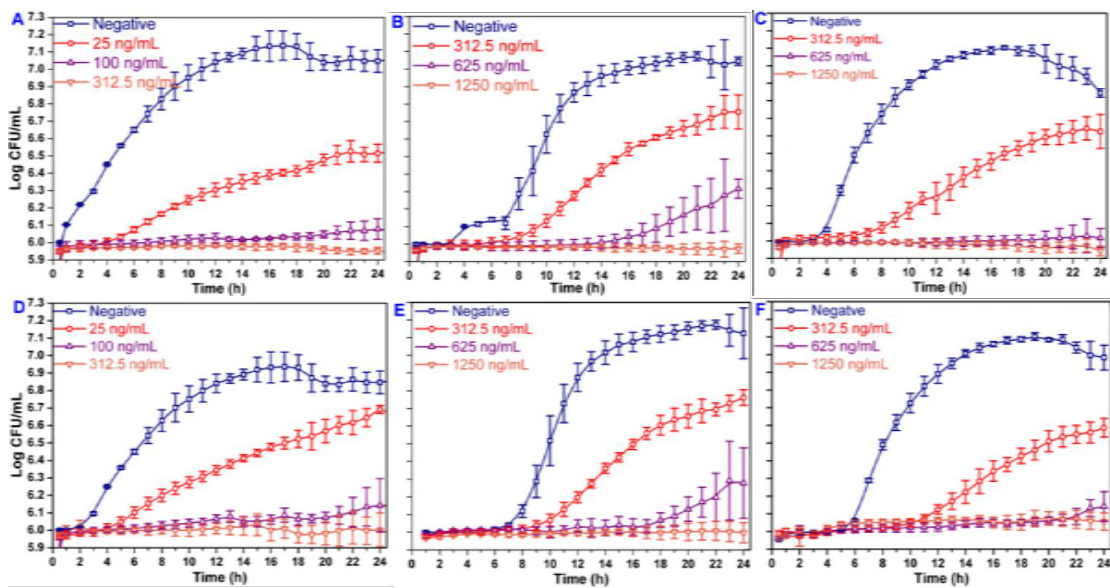 A
Negative
25 ng/mL
100 ng/mL
312.5 ng/mL
7.3
7.2
7.1
7.0
6.9
6.8
6.7
6.6
6.5
6.4
6.3
6.2
6.1
6.0
5.9
Log CFU/mL
0 2 4 6 8 10 12 14 16 18 20 22 24
Time (h)
B
Negative
312.5 ng/mL
625 ng/mL
1250 ng/mL
0 2 4 6 8 10 12 14 16 18 20 22 24
Time (h)
C
Negative
312.5 ng/mL
625 ng/mL
1250 ng/mL
0 2 4 6 8 10 12 14 16 18 20 22 24
Time (h)
D
Negative
25 ng/mL
100 ng/mL
312.5 ng/mL
7.3
7.2
7.1
7.0
6.9
6.8
6.7
6.6
6.5
6.4
6.3
6.2
6.1
6.0
5.9
Log CFU/mL
0 2 4 6 8 10 12 14 16 18 20 22 24
Time (h)
E
Negative
312.5 ng/mL
625 ng/mL
1250 ng/mL
0 2 4 6 8 10 12 14 16 18 20 22 24
Time (h)
F
Negative
312.5 ng/mL
625 ng/mL
1250 ng/mL
0 2 4 6 8 10 12 14 16 18 20 22 24
Time (h)